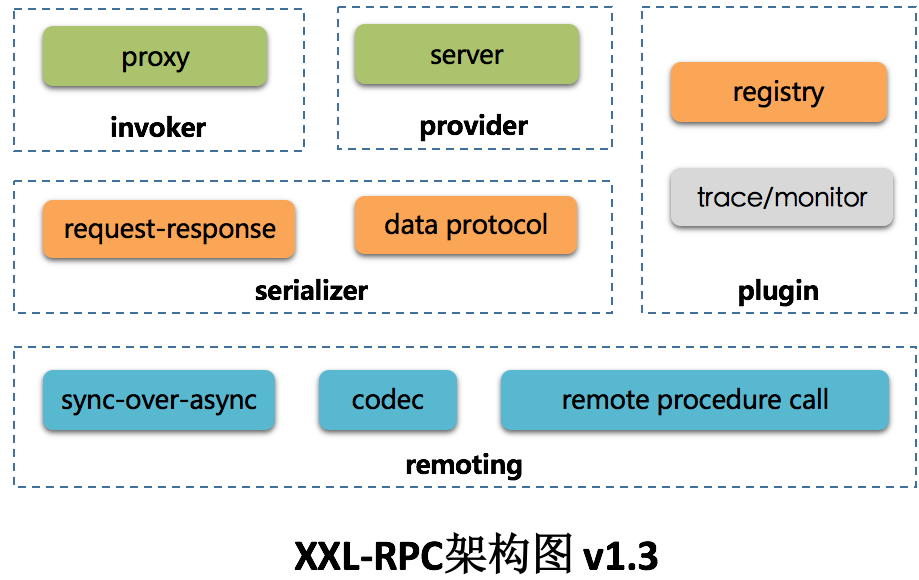 proxy
invoker
server
provider
registry
trace/monitor
plugin
request-response
data protocol
serializer
sync-over-async
codec
remote procedure call
remoting
XXL-RPC架构图 v1.3